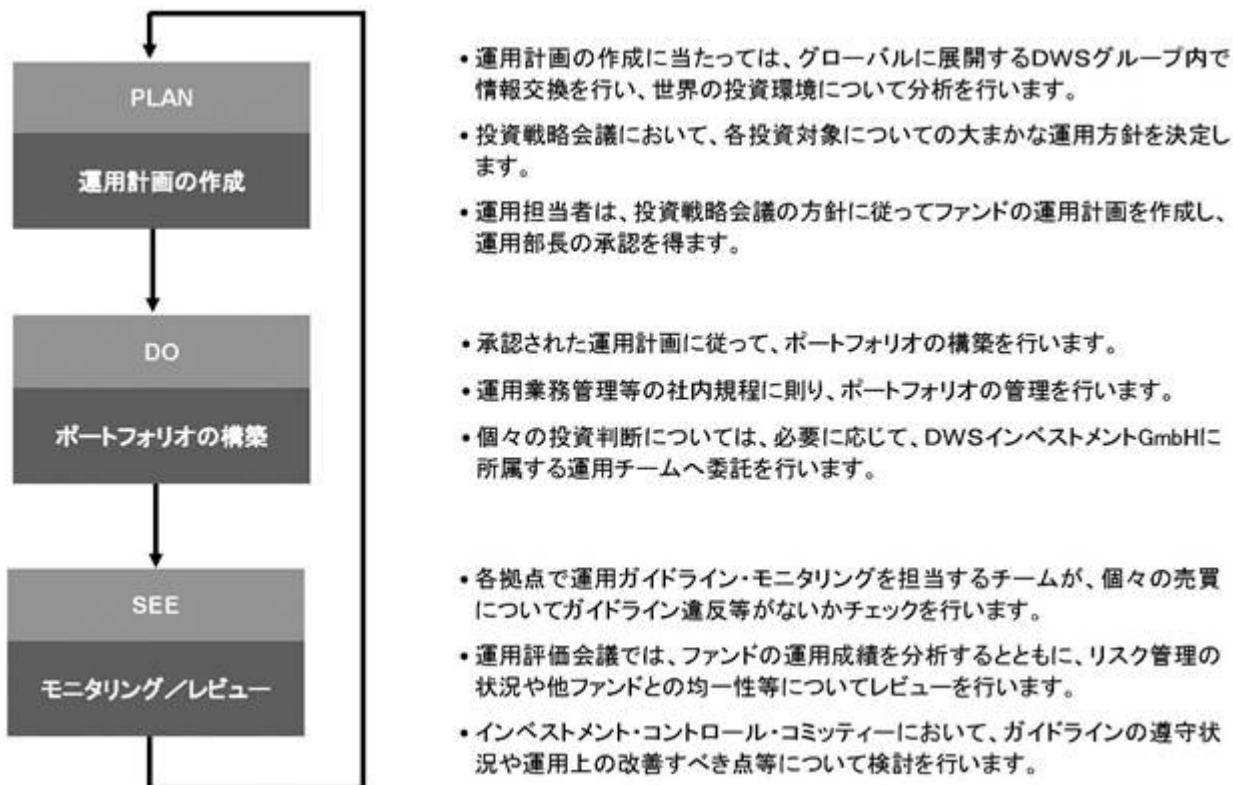 PLAN
運用計画の作成
• 運用計画の作成に当たっては、グローバルに展開するDWSグループ内で
情報交換を行い、世界の投資環境について分析を行います。
• 投資戦略会議において、各投資対象についての大まかな運用方針を決定し
ます。
• 運用担当者は、投資戦略会議の方針に従ってファンドの運用計画を作成し、
運用部長の承認を得ます。
DO
ポートフォリオの構築
• 承認された運用計画に従って、ポートフォリオの構築を行います。
• 運用業務管理等の社内規程に則り、ポートフォリオの管理を行います。
• 個々の投資判断については、必要に応じて、DWSインベストメントGmbHに
所属する運用チームへ委託を行います。
SEE
モニタリング／レビュー
• 各拠点で運用ガイドライン・モニタリングを担当するチームが、個々の売買
についてガイドライン違反等がないかチェックを行います。
• 運用評価会議では、ファンドの運用成績を分析するとともに、リスク管理の
状況や他ファンドとの均一性等についてレビューを行います。
• インベストメント・コントロール・コミッティーにおいて、ガイドラインの遵守状
況や運用上の改善すべき点等について検討を行います。